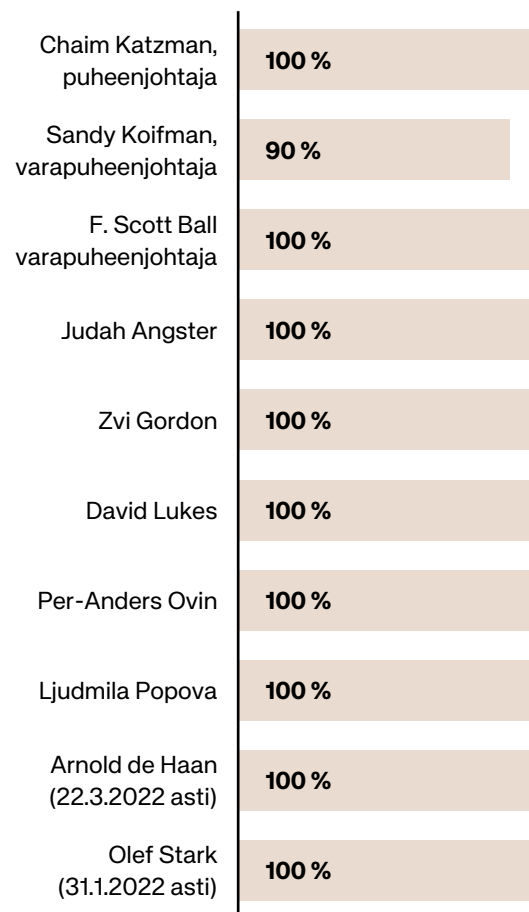 Chaim Katzman,
puheenjohtaja
100 %
Sandy Koifman,
varapuheenjohtaja
90 %
F. Scott Ball
varapuheenjohtaja
100 %
Judah Angster
100 %
Zvi Gordon
100 %
David Lukes
100 %
Per-Anders Ovin
100 %
Ljudmila Popova
100 %
Arnold de Haan
(22.3.2022 asti)
100 %
Olef Stark
(31.1.2022 asti)
100 %